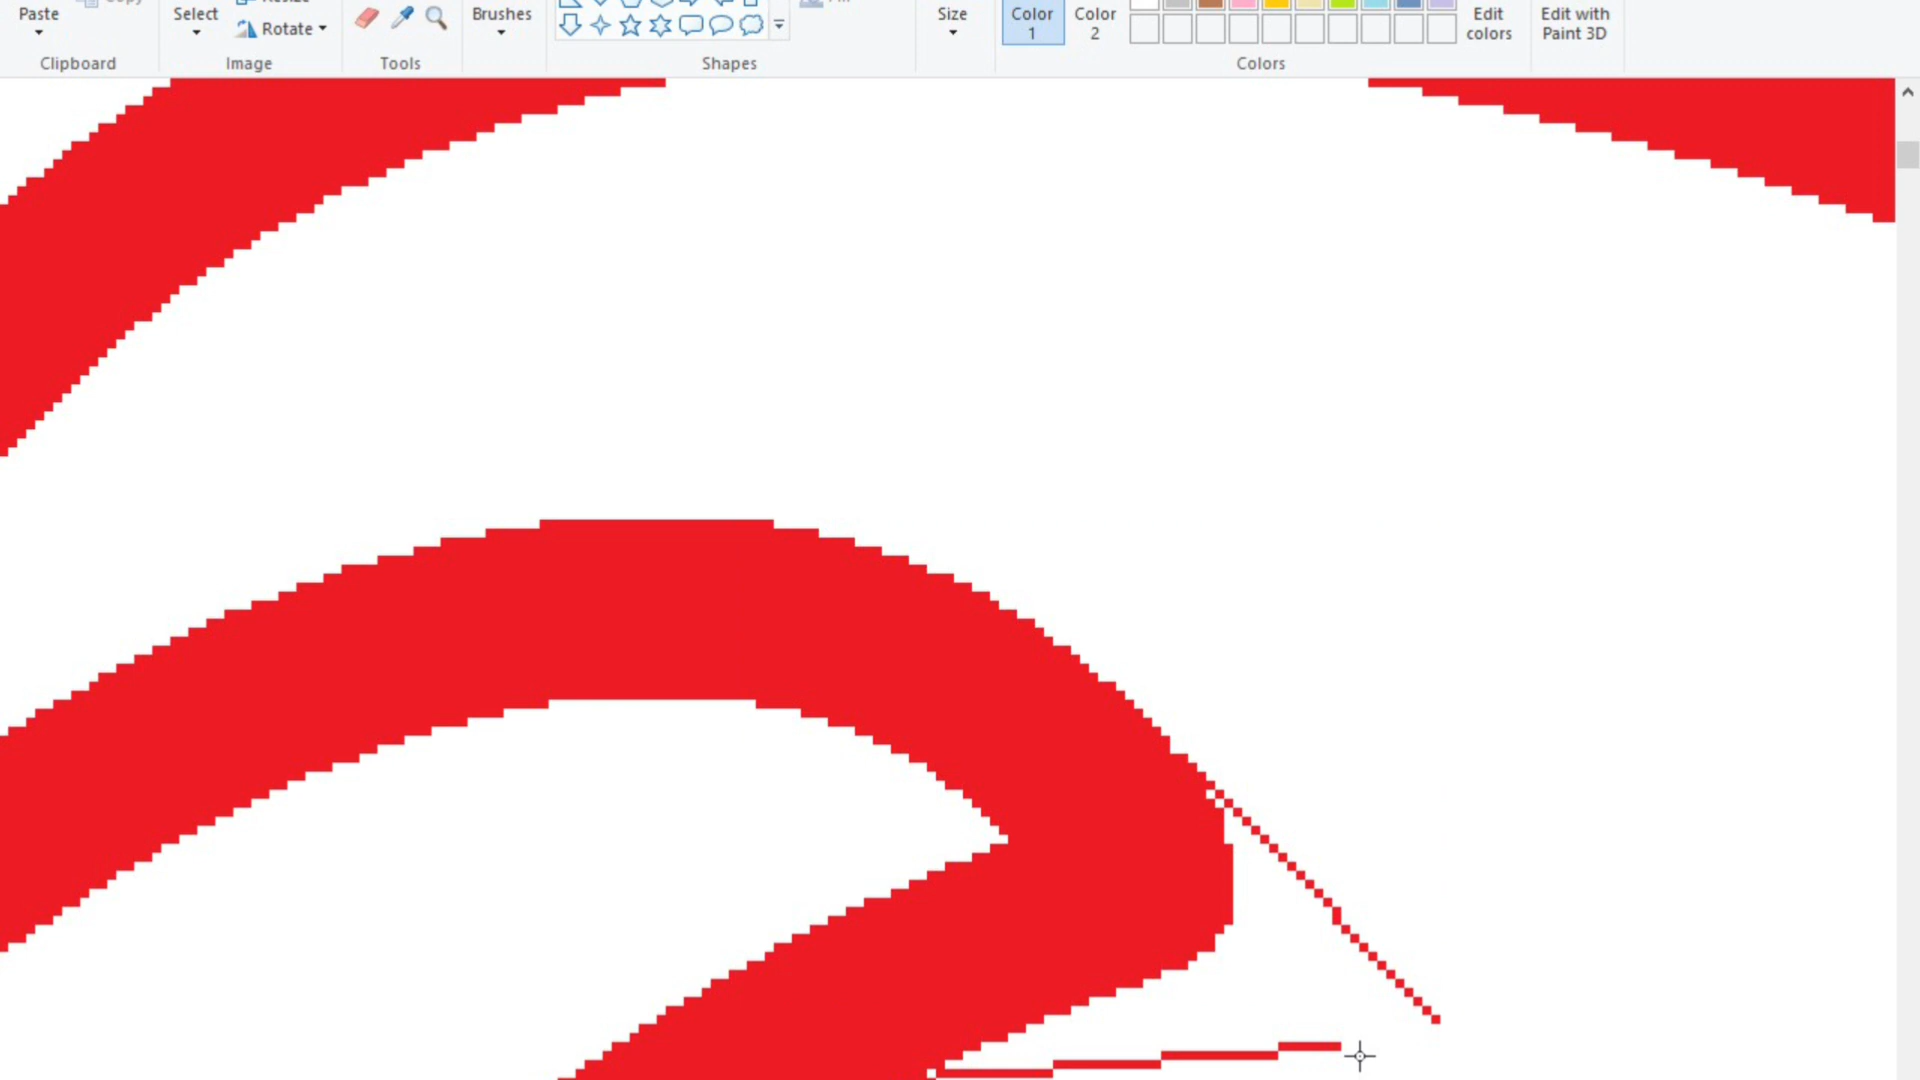 Paste
Select
Rotate
Brushes
Size
Color
1
Color
2
Edit
colors
Edit with
Paint 3D
Clipboard
Image
Tools
Shapes
Colors